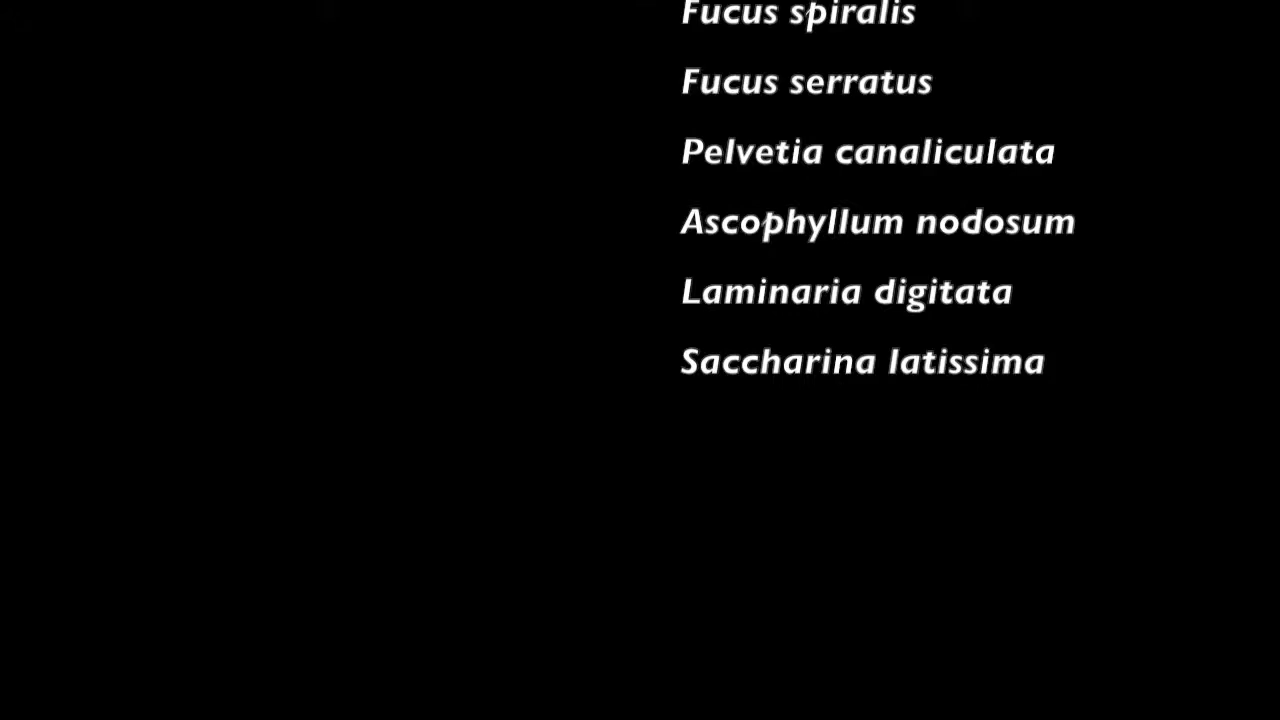 Fucus spiralis
Fucus serratus
Pelvetia canaliculata
Ascophyllum nodosum
Laminaria digitata
Saccharina latissima